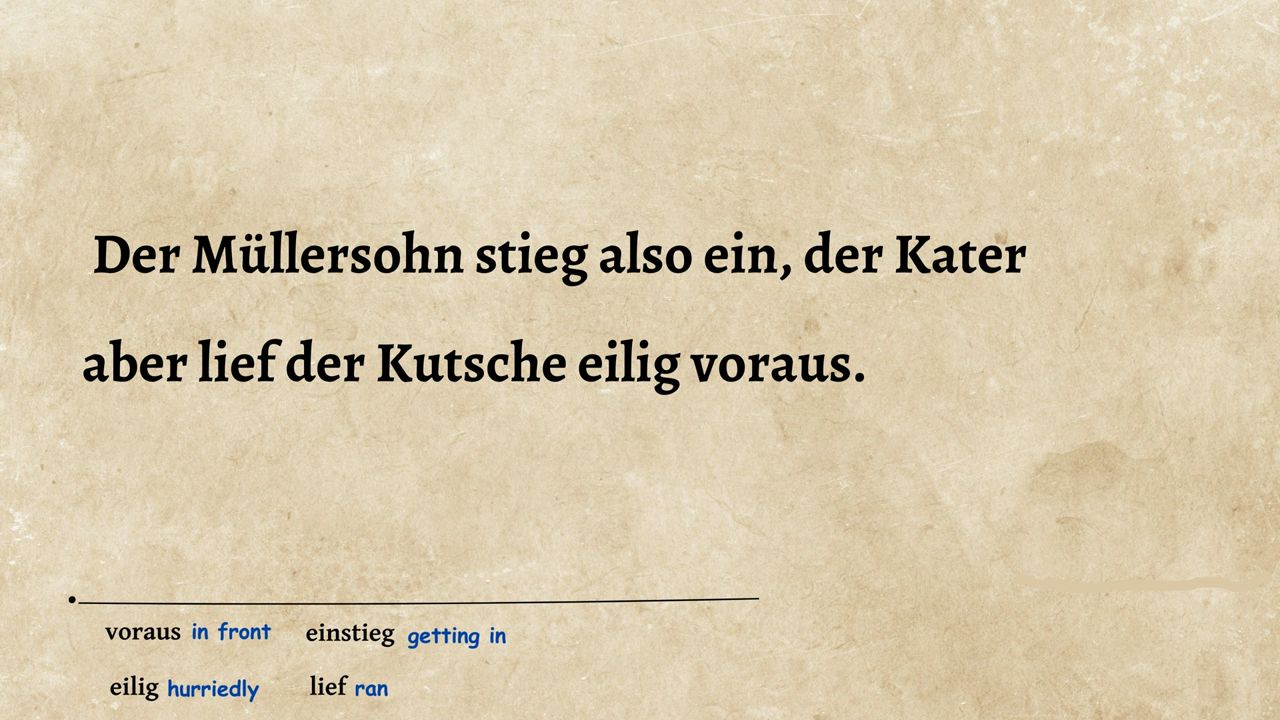 Der Müllersohn stieg also ein, der Kater
aber lief der Kutsche eilig voraus.
voraus in front einstieg getting in
eilig hurriedly lief ran